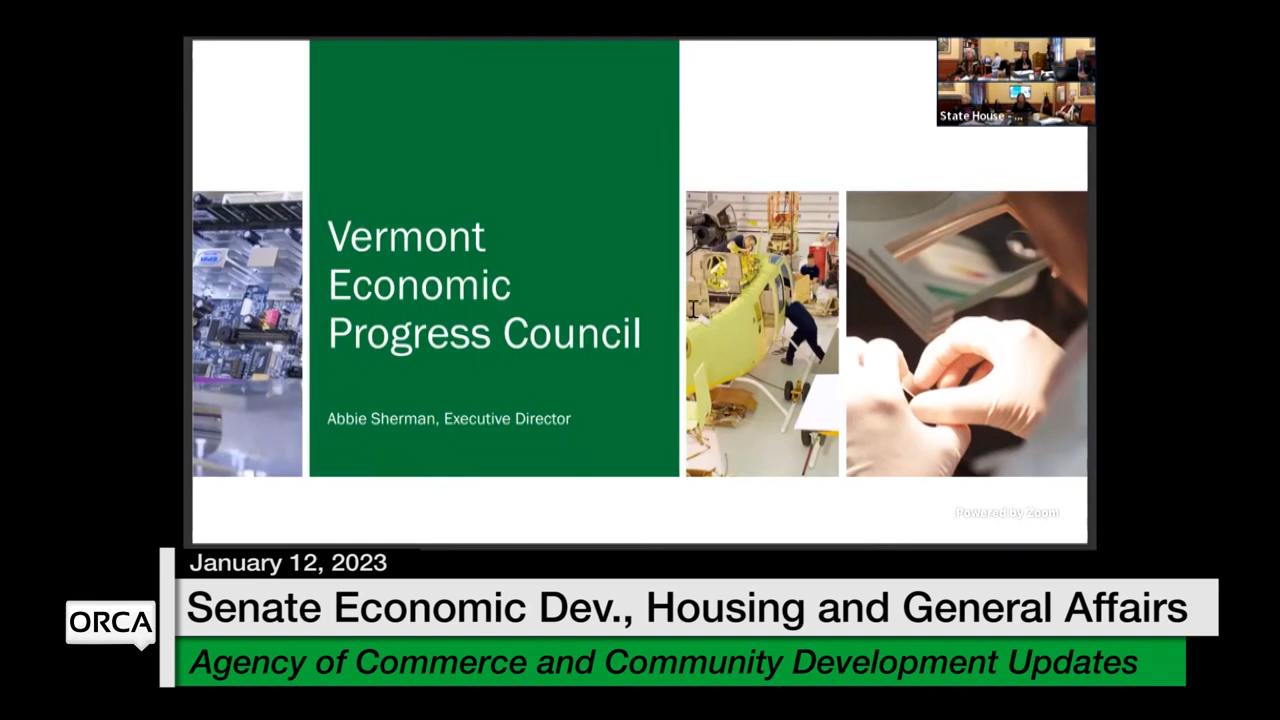 State House - ...
Vermont
Economic
Progress Council
Abbie Sherman, Executive Director
Powered by Zoom
January 12, 2023
ORCA
Senate Economic Dev., Housing and General Affairs
Agency of Commerce and Community Development Updates